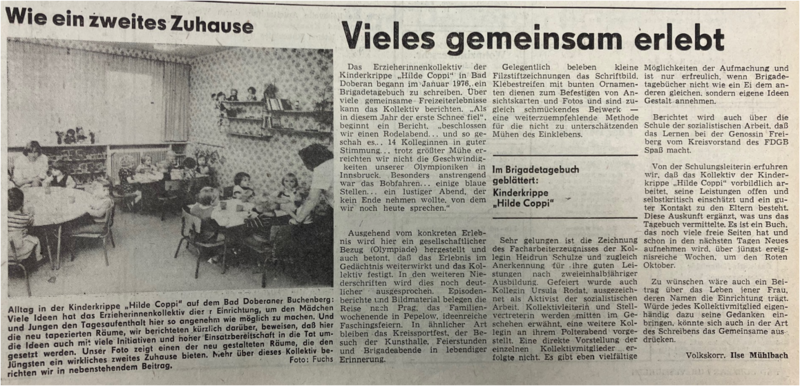 Wie ein zweites Zuhause
Alltag in der Kinderkrippe „Hilde Coppi" auf dem Bad Doberaner Buchenberg:
Viele Ideen hat das Erzieherinnenkollektiv der Einrichtung, um den Mädchen
und Jungen den Tagesaufenthalt hier so angenehm wie möglich zu machen. Und
die neu tapezierten Räume, wir berichteten kürzlich darüber, beweisen, daß hier
die Ideen auch mit viel Initiativen und hoher Einsatzbereitschaft in die Tat um-
gesetzt werden. Unser Foto zeigt einen der neu gestalteten Räume, die den
Jüngsten ein wirkliches zweites Zuhause bieten. Mehr über dieses Kollektiv be-
richten wir in nebenstehendem Beitrag.
Foto: Fuchs
Vieles gemeinsam erlebt
Das Erzieherinnenkollektiv der
Kinderkrippe „Hilde Coppi" in Bad
Doberan begann im Januar 1976, ein
Brigadetagebuch zu schreiben. Über
viele gemeinsame Freizeiterlebnisse
kann das Kollektiv berichten. „Als
in diesem Jahr der erste Schnee fiel",
beginnt ein Bericht, „beschlossen
wir einen Rodelabend... und so ge-
schah es... 14 Kolleginnen in guter
Stimmung... trotz größter Mühe er-
reichten wir nicht die Geschwindig-
keiten unserer Olympioniken in
Innsbruck. Besonders anstrengend
war das Bobfahren... einige blaue
Stellen... ein lustiger Abend, der
kein Ende nehmen wollte, von dem
wir noch heute sprechen."
Ausgehend vom konkreten Erleb-
nis wird hier ein gesellschaftlicher
Bezug (Olympiade) hergestellt und
auch betont, daß das Erlebnis im
Gedächtnis weiterwirkt und das Kol-
lektiv festigt. In den weiteren Nie-
derschriften wird dies noch deut-
licher ausgesprochen. Episoden-
berichte und Bildmaterial belegen die
Reise nach Prag, das Familien-
wochenende in Pepelow, ideenreiche
Faschingsfeiern. In ähnlicher Art
bleiben das Kreissportfest, der Be-
such der Kunsthalle, Feierstunden
und Brigadeabende in lebendiger
Erinnerung.
Gelegentlich beleben kleine
Filzstiftzeichnungen das Schriftbild.
Klebestreifen mit bunten Ornamen-
ten dienen zum Befestigen von An-
sichtskarten und Fotos und sind zu-
gleich schmückendes Beiwerk —
eine weiterzuempfehlende Methode
für die nicht zu unterschätzenden
Mühen des Einklebens.
Im Brigadetagebuch
geblättert:
Kinderkrippe
„Hilde Coppi"
Sehr gelungen ist die Zeichnung
des Facharbeiterzeugnisses der Kol-
legin Heidrun Schulze und zugleich
Anerkennung für ihre guten Lei-
stungen nach zweieinhalbjähriger
Ausbildung. Gefeiert wurde auch
Kollegin Ursula Rodat, ausgezeich-
net als Aktivist der sozialistischen
Arbeit. Kollektivleiterin und Stell-
vertreterin werden mitten im Ge-
schehen erwähnt, eine weitere Kol-
legin an ihrem Polterabend vorge-
stellt. Eine direkte Vorstellung der
einzelnen Kollektivmitglieder er-
folgte nicht. Es gibt eben vielfältige
Möglichkeiten der Aufmachung und
ist nur erfreulich, wenn Brigade-
tagebücher nicht wie ein Ei dem an-
deren gleichen, sondern eigene Ideen
Gestalt annehmen.
Berichtet wird auch über die
Schule der sozialistischen Arbeit, daß
das Lernen bei der Genossin Frei-
berg vom Kreisvorstand des FDGB
Spaß macht.
Von der Schulungsleiterin erfuhren
wir, daß das Kollektiv der Kinder-
krippe „Hilde Coppi" vorbildlich ar-
beitet, seine Leistungen offen und
selbstkritisch einschätzt und ein gu-
ter Kontakt zu den Eltern besteht.
Diese Auskunft ergänzt, was uns das
Tagebuch vermittelte. Es ist ein Buch,
das noch viele freie Seiten hat und
schon in den nächsten Tagen Neues
aufnehmen wird, über jüngst ereig-
nisreiche Wochen, um den Roten
Oktober.
Zu wünschen wäre auch ein Bei-
trag über das Leben jener Frau,
deren Namen die Einrichtung trägt.
Würde jedes Kollektivmitglied eigen-
händig dazu seine Gedanken ein-
bringen, könnte sich auch in der Art
des Schreibens das Gemeinsame aus-
drücken.
Volkskorr. Ilse Mühlbach